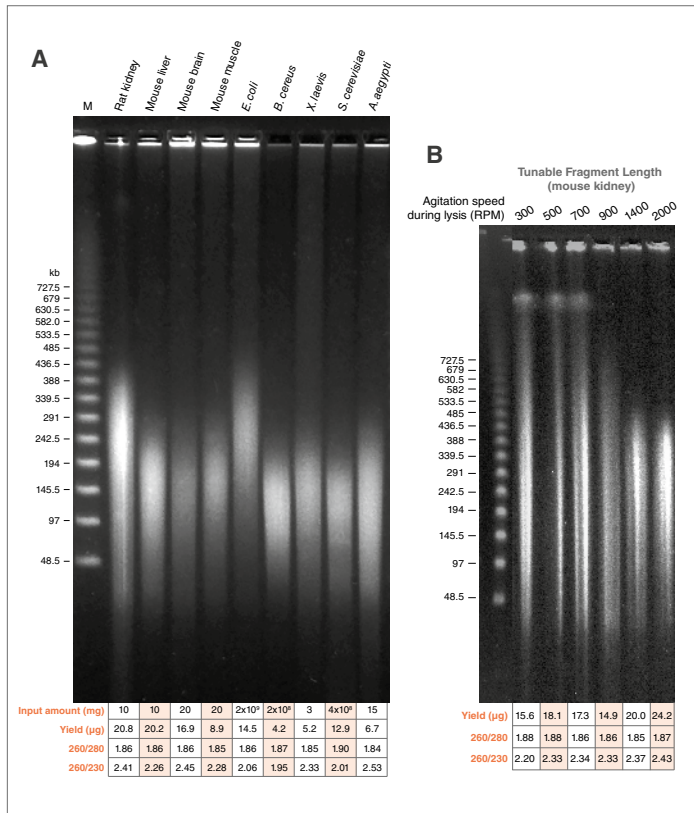 A
M
Rat kidney
Mouse liver
Mouse brain
Mouse muscle
E. coli
B. cereus
X. laevis
S. cerevisiae
A. aegypti
kb
727.5
679
630.5
582.0
533.5
485
436.5
388
339.5
291
242.5
194
145.5
97
48.5
Input amount (mg) 10 10 20 20 2x10⁹ 2x10⁸ 3 4x10⁸ 15
Yield (µg) 20.8 20.2 16.9 8.9 14.5 4.2 5.2 12.9 6.7
260/280 1.86 1.86 1.86 1.85 1.86 1.87 1.85 1.90 1.84
260/230 2.41 2.26 2.45 2.28 2.06 1.95 2.33 2.01 2.53
B
Tunable Fragment Length
(mouse kidney)
Agitation speed
during lysis (RPM)
300 500 700 900 1400 2000
727.5
679
630.5
582
533.5
485
436.5
388
339.5
291
242.5
194
145.5
97
48.5
Yield (µg) 15.6 18.1 17.3 14.9 20.0 24.2
260/280 1.88 1.88 1.86 1.86 1.85 1.87
260/230 2.20 2.33 2.34 2.33 2.37 2.43